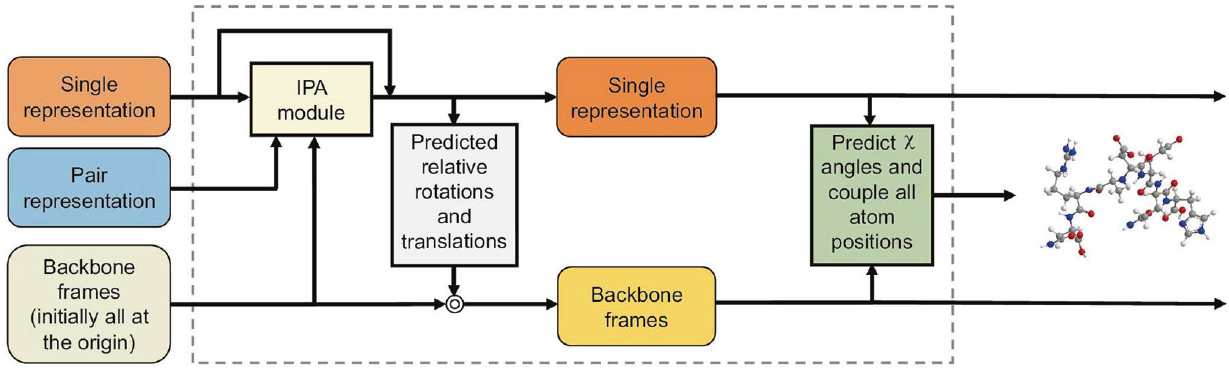 Single
representation
IPA
module
Single
representation
Pair
representation
Predicted
relative
rotations
and
translations
Predict χ
angles and
couple all
atom
positions
Backbone
frames
(initially all at
the origin)
Backbone
frames